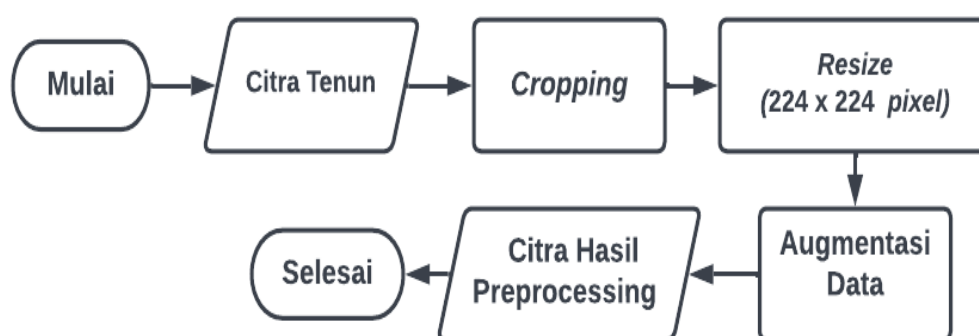 Mulai
Citra Tenun
Cropping
Resize
(224 x 224 pixel)
Augmentasi
Data
Citra Hasil
Preprocessing
Selesai